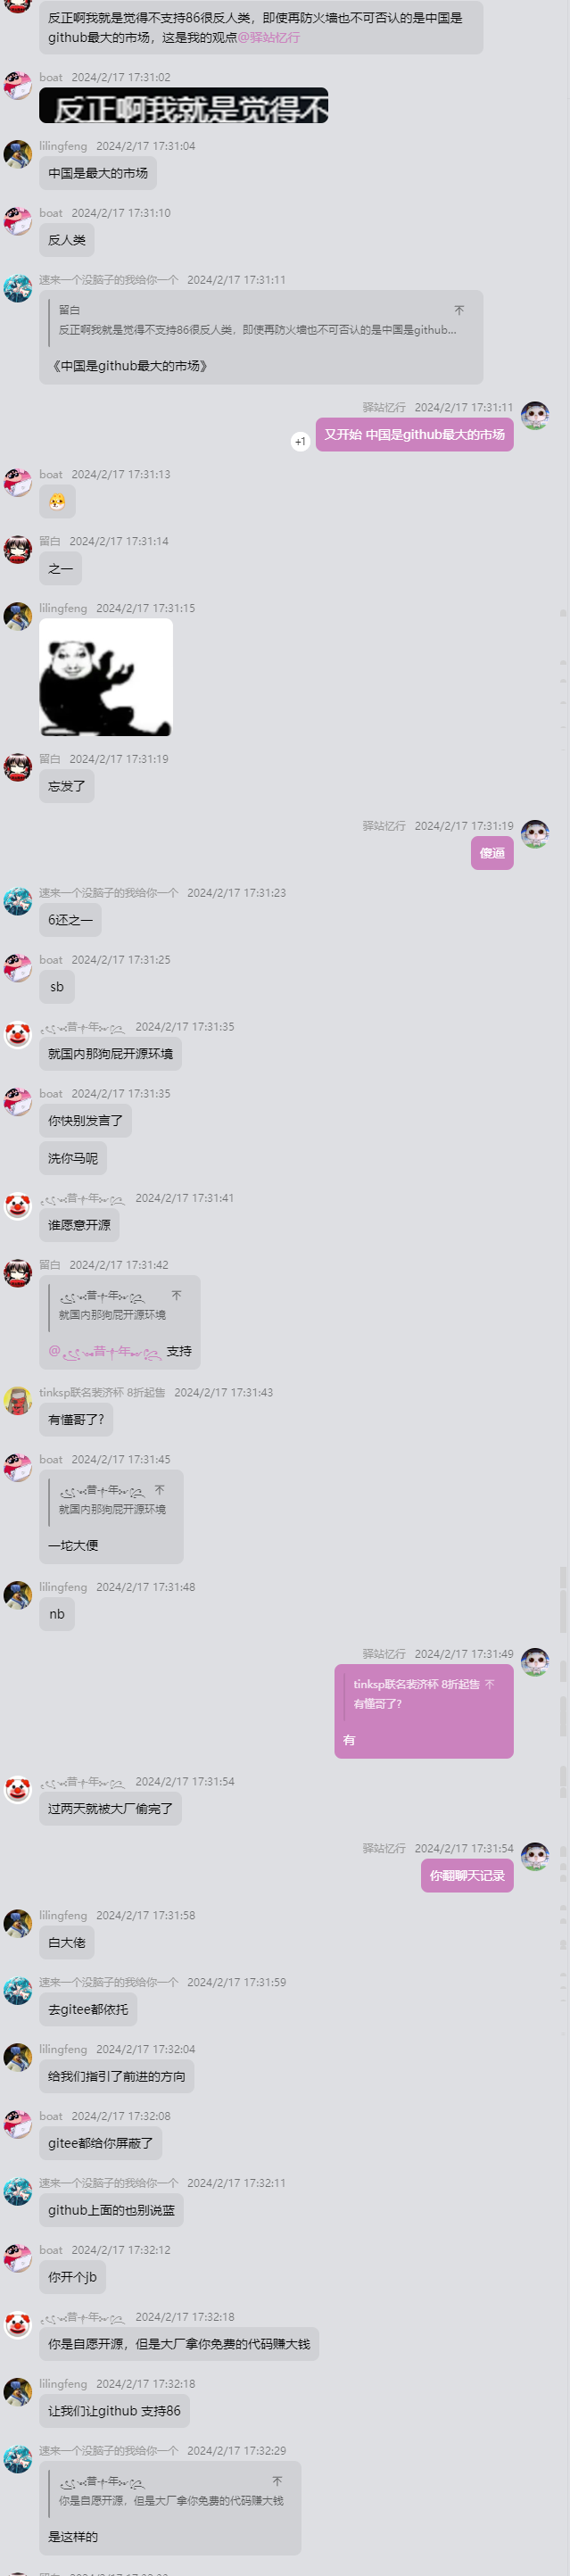 反正啊我就是觉得不支持86很反人类，即使再防火墙也不可否认的是中国是
github最大的市场，这是我的观点@驿站忆行
boat 2024/2/17 17:31:02
反正啊我就是觉得不
lilingfeng 2024/2/17 17:31:04
中国是最大的市场
boat 2024/2/17 17:31:10
反人类
速来一个没脑子的我给你一个 2024/2/17 17:31:11
留白
反正啊我就是觉得不支持86很反人类，即使再防火墙也不可否认的是中国是github...
《中国是github最大的市场》
驿站忆行 2024/2/17 17:31:11
又开始 中国是github最大的市场
+1
boat 2024/2/17 17:31:13
留白 2024/2/17 17:31:14
之一
lilingfeng 2024/2/17 17:31:15
留白 2024/2/17 17:31:19
忘发了
驿站忆行 2024/2/17 17:31:19
傻逼
速来一个没脑子的我给你一个 2024/2/17 17:31:23
6还之一
boat 2024/2/17 17:31:25
sb
昔年 2024/2/17 17:31:35
就国内那狗屁开源环境
boat 2024/2/17 17:31:35
你快别发言了
洗你马呢
昔年 2024/2/17 17:31:41
谁愿意开源
留白 2024/2/17 17:31:42
昔年
就国内那狗屁开源环境
@昔年 支持
tinksp联名装济杯 8折起售 2024/2/17 17:31:43
有懂哥了?
boat 2024/2/17 17:31:45
昔年
就国内那狗屁开源环境
一坨大便
lilingfeng 2024/2/17 17:31:48
nb
驿站忆行 2024/2/17 17:31:49
tinksp联名装济杯 8折起售
有懂哥了?
有
昔年 2024/2/17 17:31:54
过两天就被大厂偷完了
驿站忆行 2024/2/17 17:31:54
你翻聊天记录
lilingfeng 2024/2/17 17:31:58
白大佬
速来一个没脑子的我给你一个 2024/2/17 17:31:59
去gitee都依托
lilingfeng 2024/2/17 17:32:04
给我们指引了前进的方向
boat 2024/2/17 17:32:08
gitee都给你屏蔽了
速来一个没脑子的我给你一个 2024/2/17 17:32:11
github上面的也别说蓝
boat 2024/2/17 17:32:12
你开个jb
昔年 2024/2/17 17:32:18
你是自愿开源，但是大厂拿你免费的代码赚大钱
lilingfeng 2024/2/17 17:32:18
让我们让github 支持86
速来一个没脑子的我给你一个 2024/2/17 17:32:29
昔年
你是自愿开源，但是大厂拿你免费的代码赚大钱
是这样的